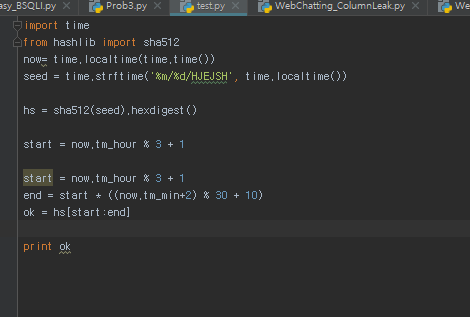 asy_BSQLI.py Prob3.py test.py WebChatting_ColumnLeak.py We
import time
from hashlib import sha512
now= time.localtime(time.time())
seed = time.strftime('%m/%d/HJEJSH', time.localtime())
hs = sha512(seed).hexdigest()
start = now.tm_hour % 3 + 1
start = now.tm_hour % 3 + 1
end = start * ((now.tm_min+2) % 30 + 10)
ok = hs[start:end]
print ok